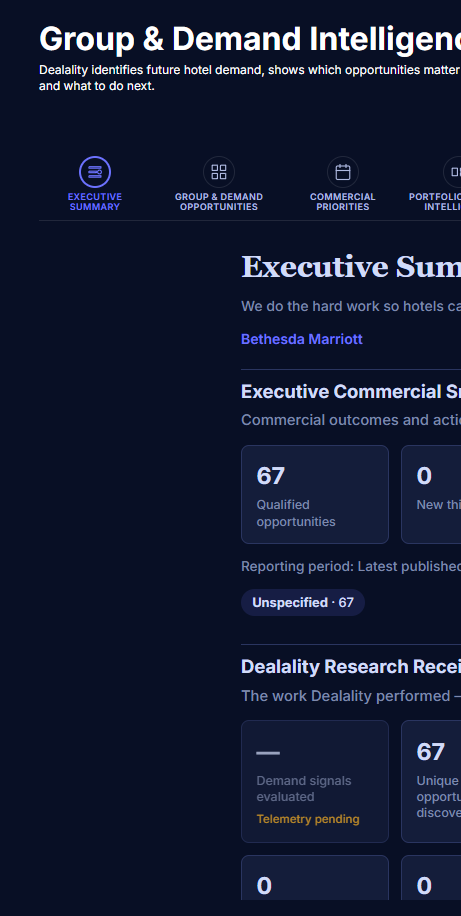 Group & Demand Intelligenc
Dealality identifies future hotel demand, shows which opportunities matter
and what to do next.
EXECUTIVE
SUMMARY
GROUP & DEMAND
OPPORTUNITIES
COMMERCIAL
PRIORITIES
PORTFOLIO
INTELLI
Executive Sum
We do the hard work so hotels ca
Bethesda Marriott
Executive Commercial Sn
Commercial outcomes and actio
67
Qualified
opportunities
0
New thi
Reporting period: Latest published
Unspecified · 67
Dealality Research Recei
The work Dealality performed —
—
Demand signals
evaluated
Telemetry pending
67
Unique
opportu
discove
0
0